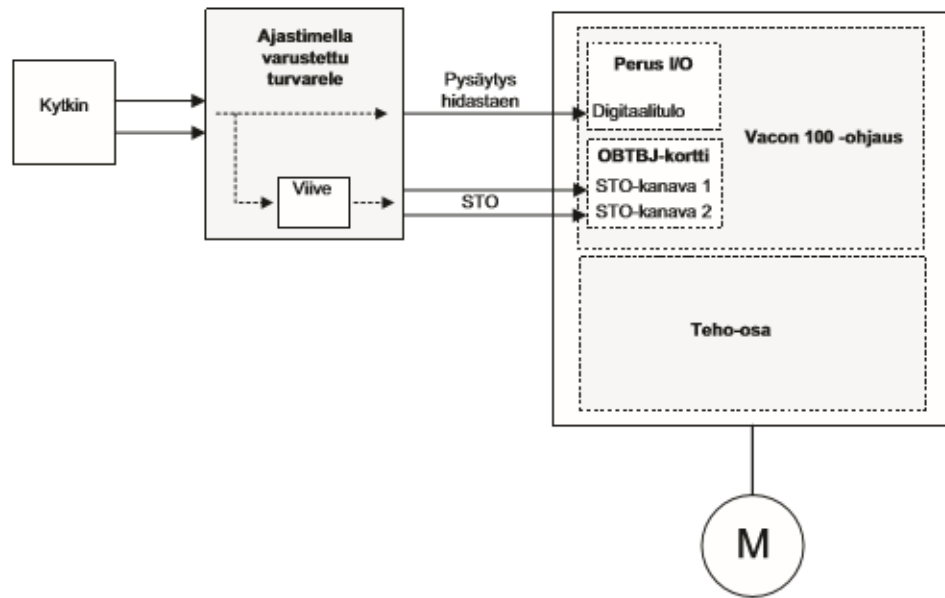 Kytkin
Ajastimella
varustettu
turvarele
Viive
Pysäytys
hidastaen
STO
Perus I/O
Digitaalitulo
OBTBJ-kortti
STO-kanava 1
STO-kanava 2
Vacon 100 -ohjaus
Teho-osa
M